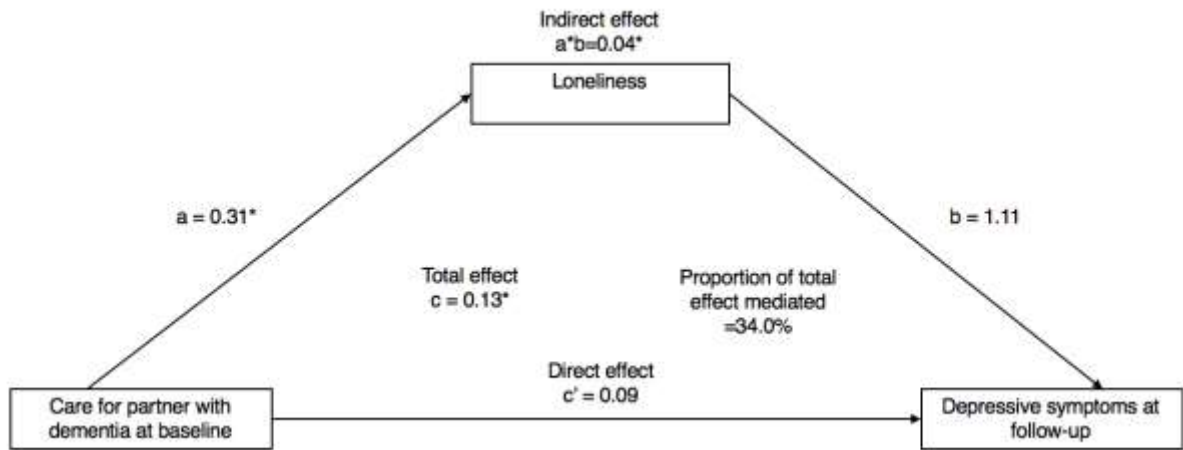 Indirect effect
a*b=0.04*
Loneliness
a = 0.31*
b = 1.11
Total effect
c = 0.13*
Proportion of total
effect mediated
=34.0%
Direct effect
c' = 0.09
Care for partner with
dementia at baseline
Depressive symptoms at
follow-up